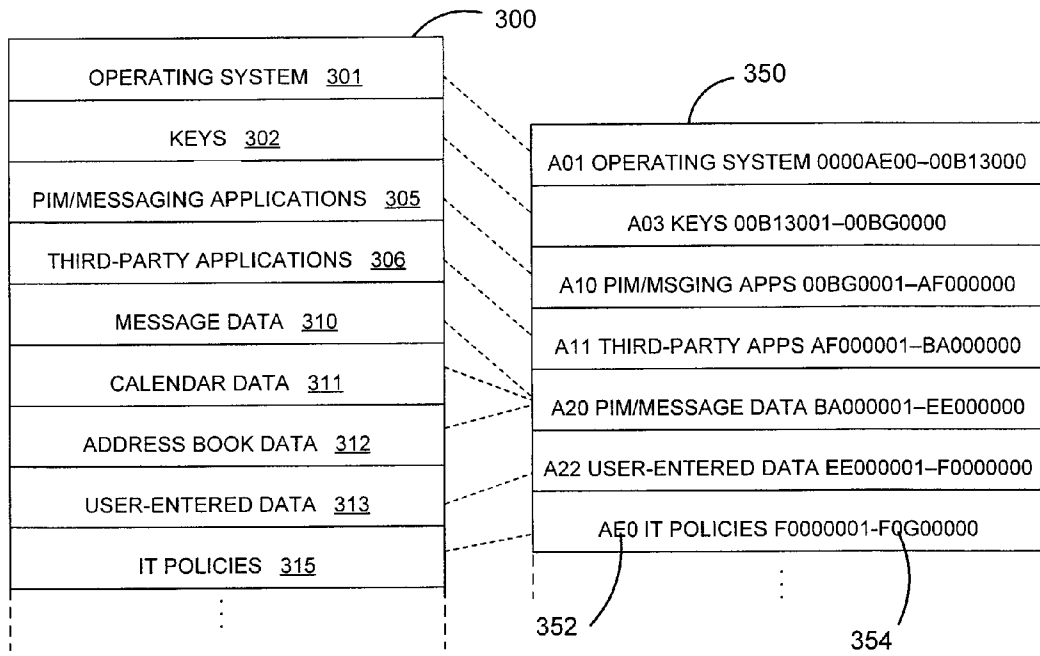 300
OPERATING SYSTEM 301
KEYS 302
PIM/MESSAGING APPLICATIONS 305
THIRD-PARTY APPLICATIONS 306
MESSAGE DATA 310
CALENDAR DATA 311
ADDRESS BOOK DATA 312
USER-ENTERED DATA 313
IT POLICIES 315
350
A01 OPERATING SYSTEM 0000AE00–00B13000
A03 KEYS 00B13001–00BG0000
A10 PIM/MSGING APPS 00BG0001–AF000000
A11 THIRD-PARTY APPS AF000001–BA000000
A20 PIM/MESSAGE DATA BA000001–EE000000
A22 USER-ENTERED DATA EE000001–F0000000
AE0 IT POLICIES F0000001-F0G00000
352
354